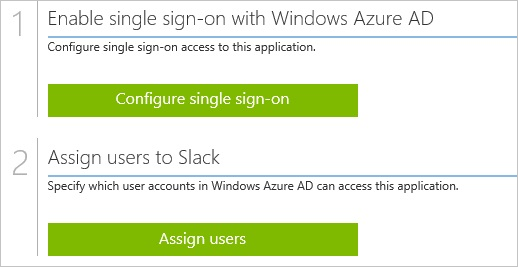 1
Enable single sign-on with Windows Azure AD
Configure single sign-on access to this application.
Configure single sign-on
2
Assign users to Slack
Specify which user accounts in Windows Azure AD can access this application.
Assign users